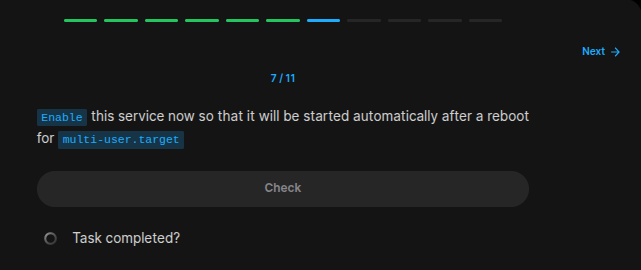 Next →
7 / 11
Enable this service now so that it will be started automatically after a reboot
for multi-user.target
Check
Task completed?